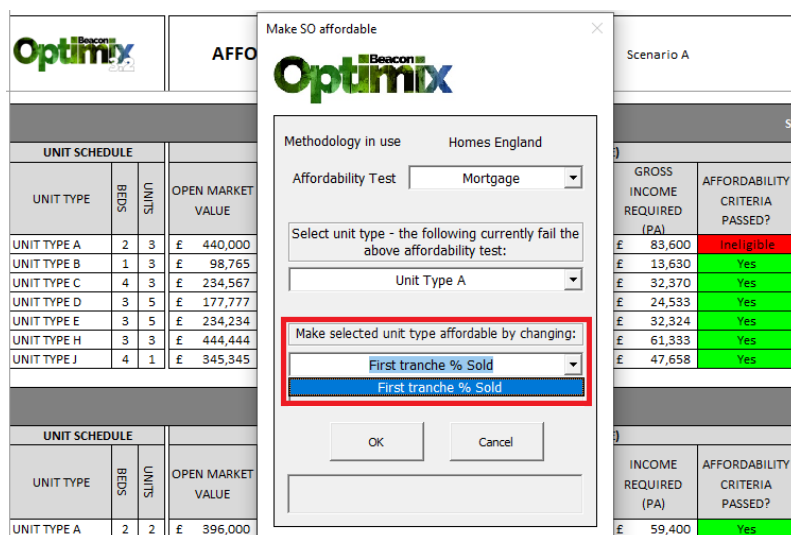 Make SO affordable
Beacon
Optimix
3.2
AFFO
Scenario A
Beacon
Optimix
S
UNIT SCHEDULE
)
UNIT TYPE
BEDS
UNITS
OPEN MARKET
VALUE
GROSS
INCOME
REQUIRED
(PA)
AFFORDABILITY
CRITERIA
PASSED?
UNIT TYPE A 2 3 £ 440,000 £ 83,600 Ineligible
UNIT TYPE B 1 3 £ 98,765 £ 13,630 Yes
UNIT TYPE C 4 3 £ 234,567 £ 32,370 Yes
UNIT TYPE D 3 5 £ 177,777 £ 24,533 Yes
UNIT TYPE E 3 5 £ 234,234 £ 32,324 Yes
UNIT TYPE H 3 3 £ 444,444 £ 61,333 Yes
UNIT TYPE J 4 1 £ 345,345 £ 47,658 Yes
Methodology in use Homes England
Affordability Test Mortgage
Select unit type - the following currently fail the
above affordability test:
Unit Type A
Make selected unit type affordable by changing:
First tranche % Sold
First tranche % Sold
OK Cancel
UNIT SCHEDULE
)
UNIT TYPE
BEDS
UNITS
OPEN MARKET
VALUE
INCOME
REQUIRED
(PA)
AFFORDABILITY
CRITERIA
PASSED?
UNIT TYPE A 2 2 £ 396,000 £ 59,400 Yes